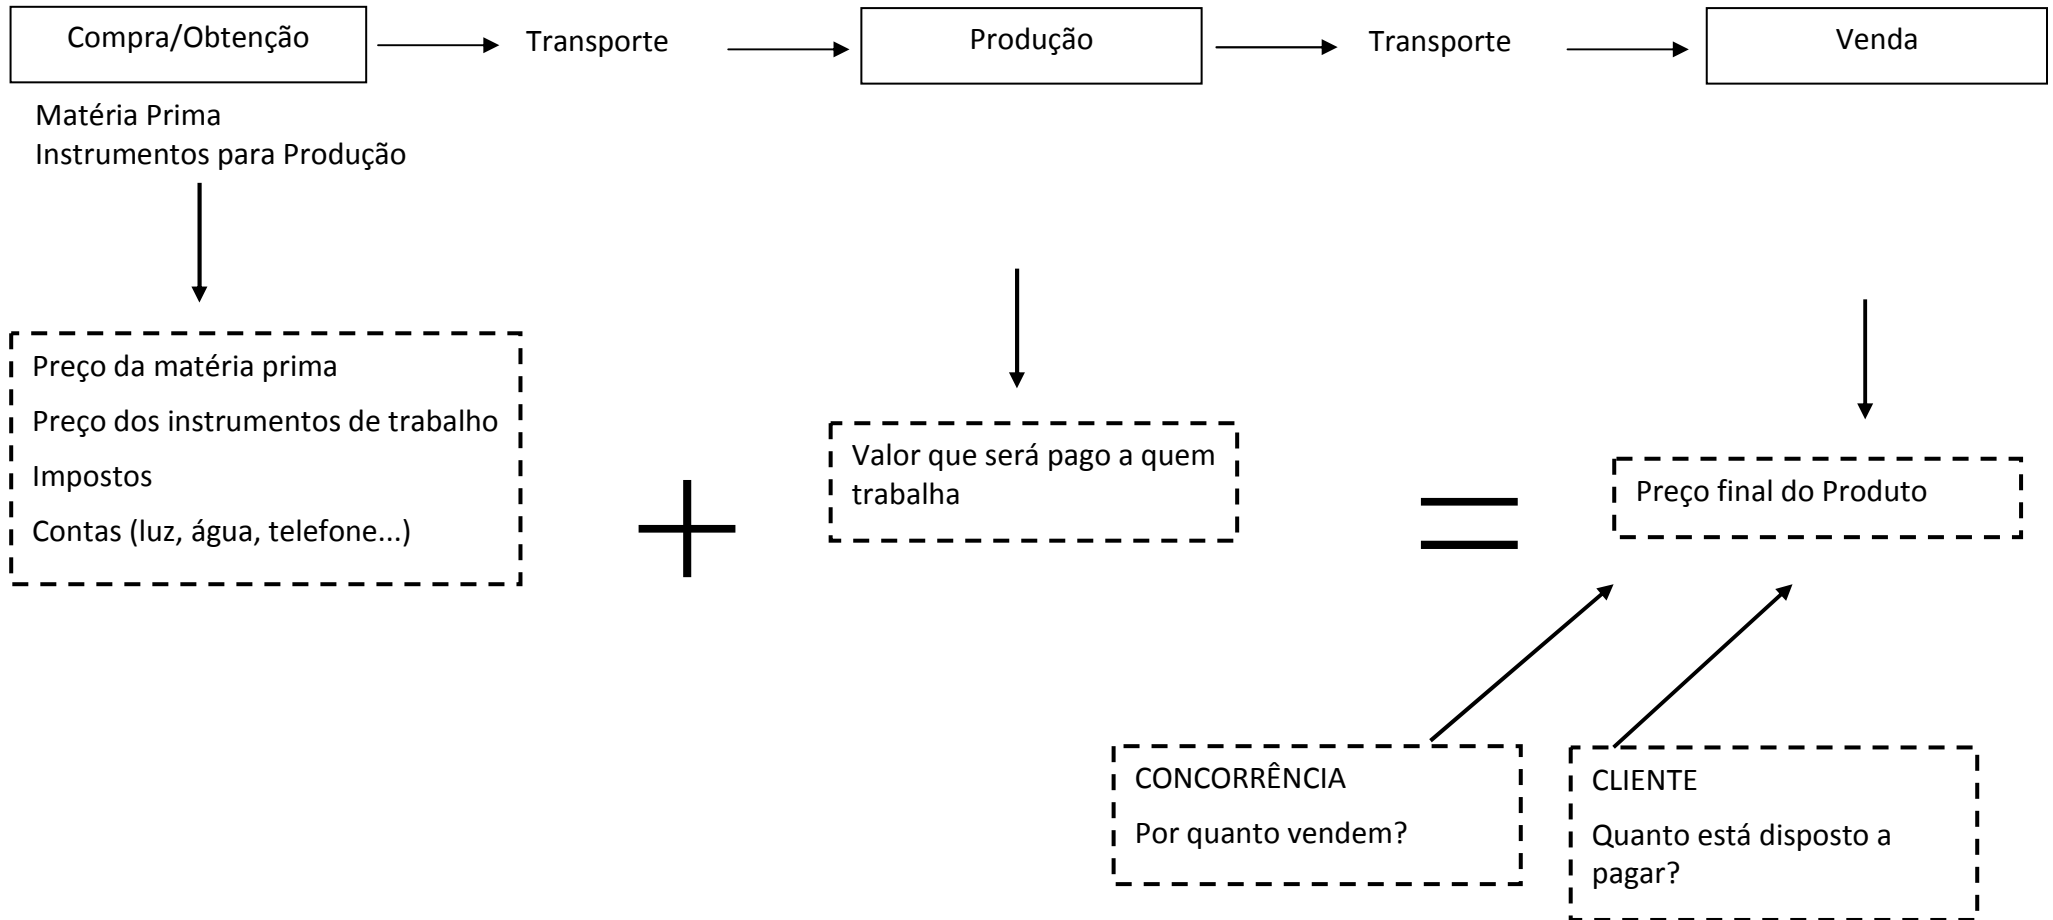 Compra/Obtenção
Transporte
Produção
Transporte
Venda
Matéria Prima
Instrumentos para Produção
Preço da matéria prima
Preço dos instrumentos de trabalho
Impostos
Contas (luz, água, telefone...)
+
Valor que será pago a quem
trabalha
=
Preço final do Produto
CONCORRÊNCIA
Por quanto vendem?
CLIENTE
Quanto está disposto a
pagar?